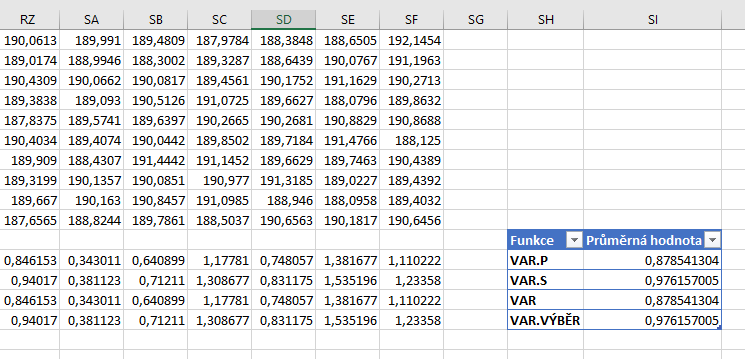 RZ SA SB SC SD SE SF SG SH SI
190,0613 189,991 189,4809 187,9784 188,3848 188,6505 192,1454
189,0174 188,9946 188,3002 189,3287 188,6439 190,0767 191,1963
190,4309 190,0662 190,0817 189,4561 190,1752 191,1629 190,2713
189,3838 189,093 190,5126 191,0725 189,6627 188,0796 189,8632
187,8375 189,5741 189,6397 190,2665 190,2681 190,8829 190,8688
190,4034 189,4074 190,0442 189,8502 189,7184 191,4766 188,125
189,909 188,4307 191,4442 191,1452 189,6629 189,7463 190,4389
189,3199 190,1357 190,0851 190,977 191,3185 189,0227 189,4392
189,667 190,163 190,8457 191,0985 188,946 188,0958 189,4032
187,6565 188,8244 189,7861 188,5037 190,6563 190,1817 190,6456
Funkce Průměrná hodnota
0,846153 0,343011 0,640899 1,17781 0,748057 1,381677 1,110222 VAR.P 0,878541304
0,94017 0,381123 0,71211 1,308677 0,831175 1,535196 1,23358 VAR.S 0,976157005
0,846153 0,343011 0,640899 1,17781 0,748057 1,381677 1,110222 VAR 0,878541304
0,94017 0,381123 0,71211 1,308677 0,831175 1,535196 1,23358 VAR.VÝBĚR 0,976157005